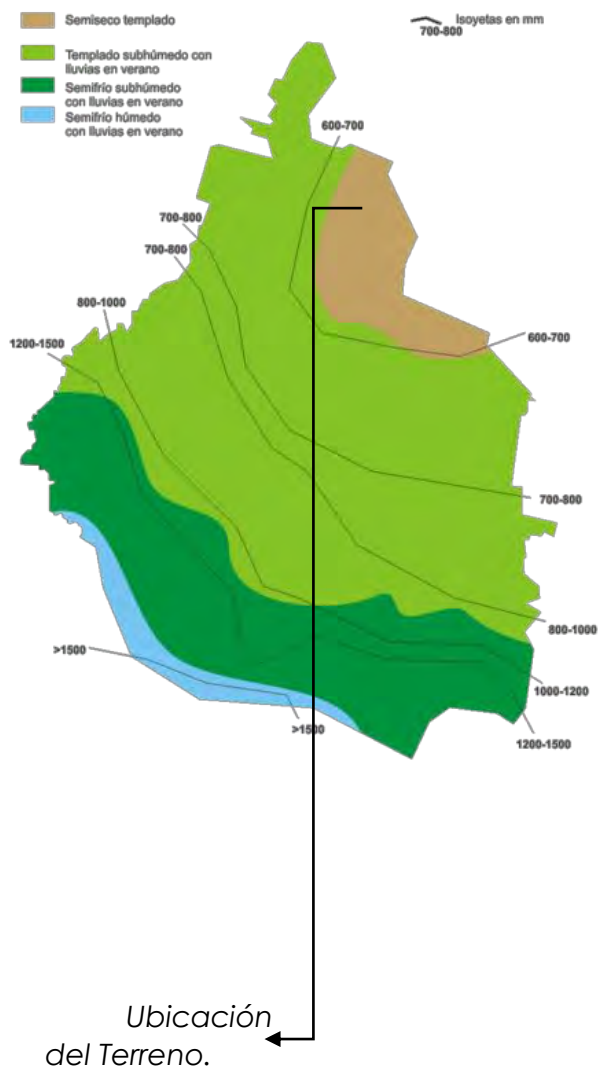 Semiseco templado
Templado subhúmedo con
lluvias en verano
Semifrío subhúmedo
con lluvias en verano
Semifrío húmedo
con lluvias en verano
Isoyetas en mm
700-800
600-700
700-800
700-800
800-1000
1200-1500
600-700
700-800
800-1000
>1500
1000-1200
>1500
1200-1500
Ubicación
del Terreno.